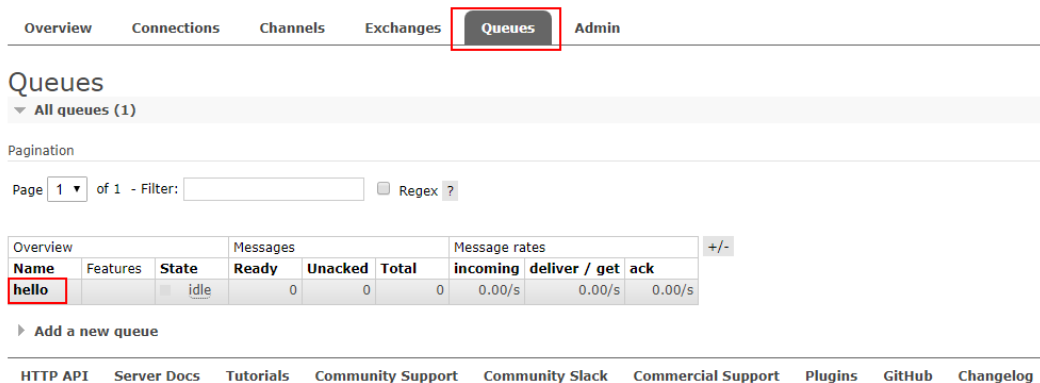 Overview Connections Channels Exchanges Queues Admin
Queues
All queues (1)
Pagination
Page 1 of 1 - Filter: Regex ?
Overview Messages Message rates +/-
Name Features State Ready Unacked Total incoming deliver / get ack
hello idle 0 0 0 0.00/s 0.00/s 0.00/s
Add a new queue
HTTP API Server Docs Tutorials Community Support Community Slack Commercial Support Plugins GitHub Changelog